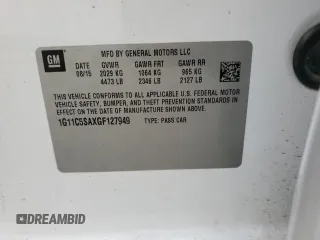 GM
MFD BY GENERAL MOTORS LLC
DATE GVWR GAWR FRT GAWR RR
08/15 2029 KG 1064 KG 965 KG
4473 LB 2346 LB 2127 LB
THIS VEHICLE CONFORMS TO ALL APPLICABLE U.S. FEDERAL MOTOR
VEHICLE SAFETY, BUMPER, AND THEFT PREVENTION STANDARDS
IN EFFECT ON THE DATE OF MANUFACTURE SHOWN ABOVE.
1G11C5SAXGF127949 TYPE: PASS CAR
DREAMBID